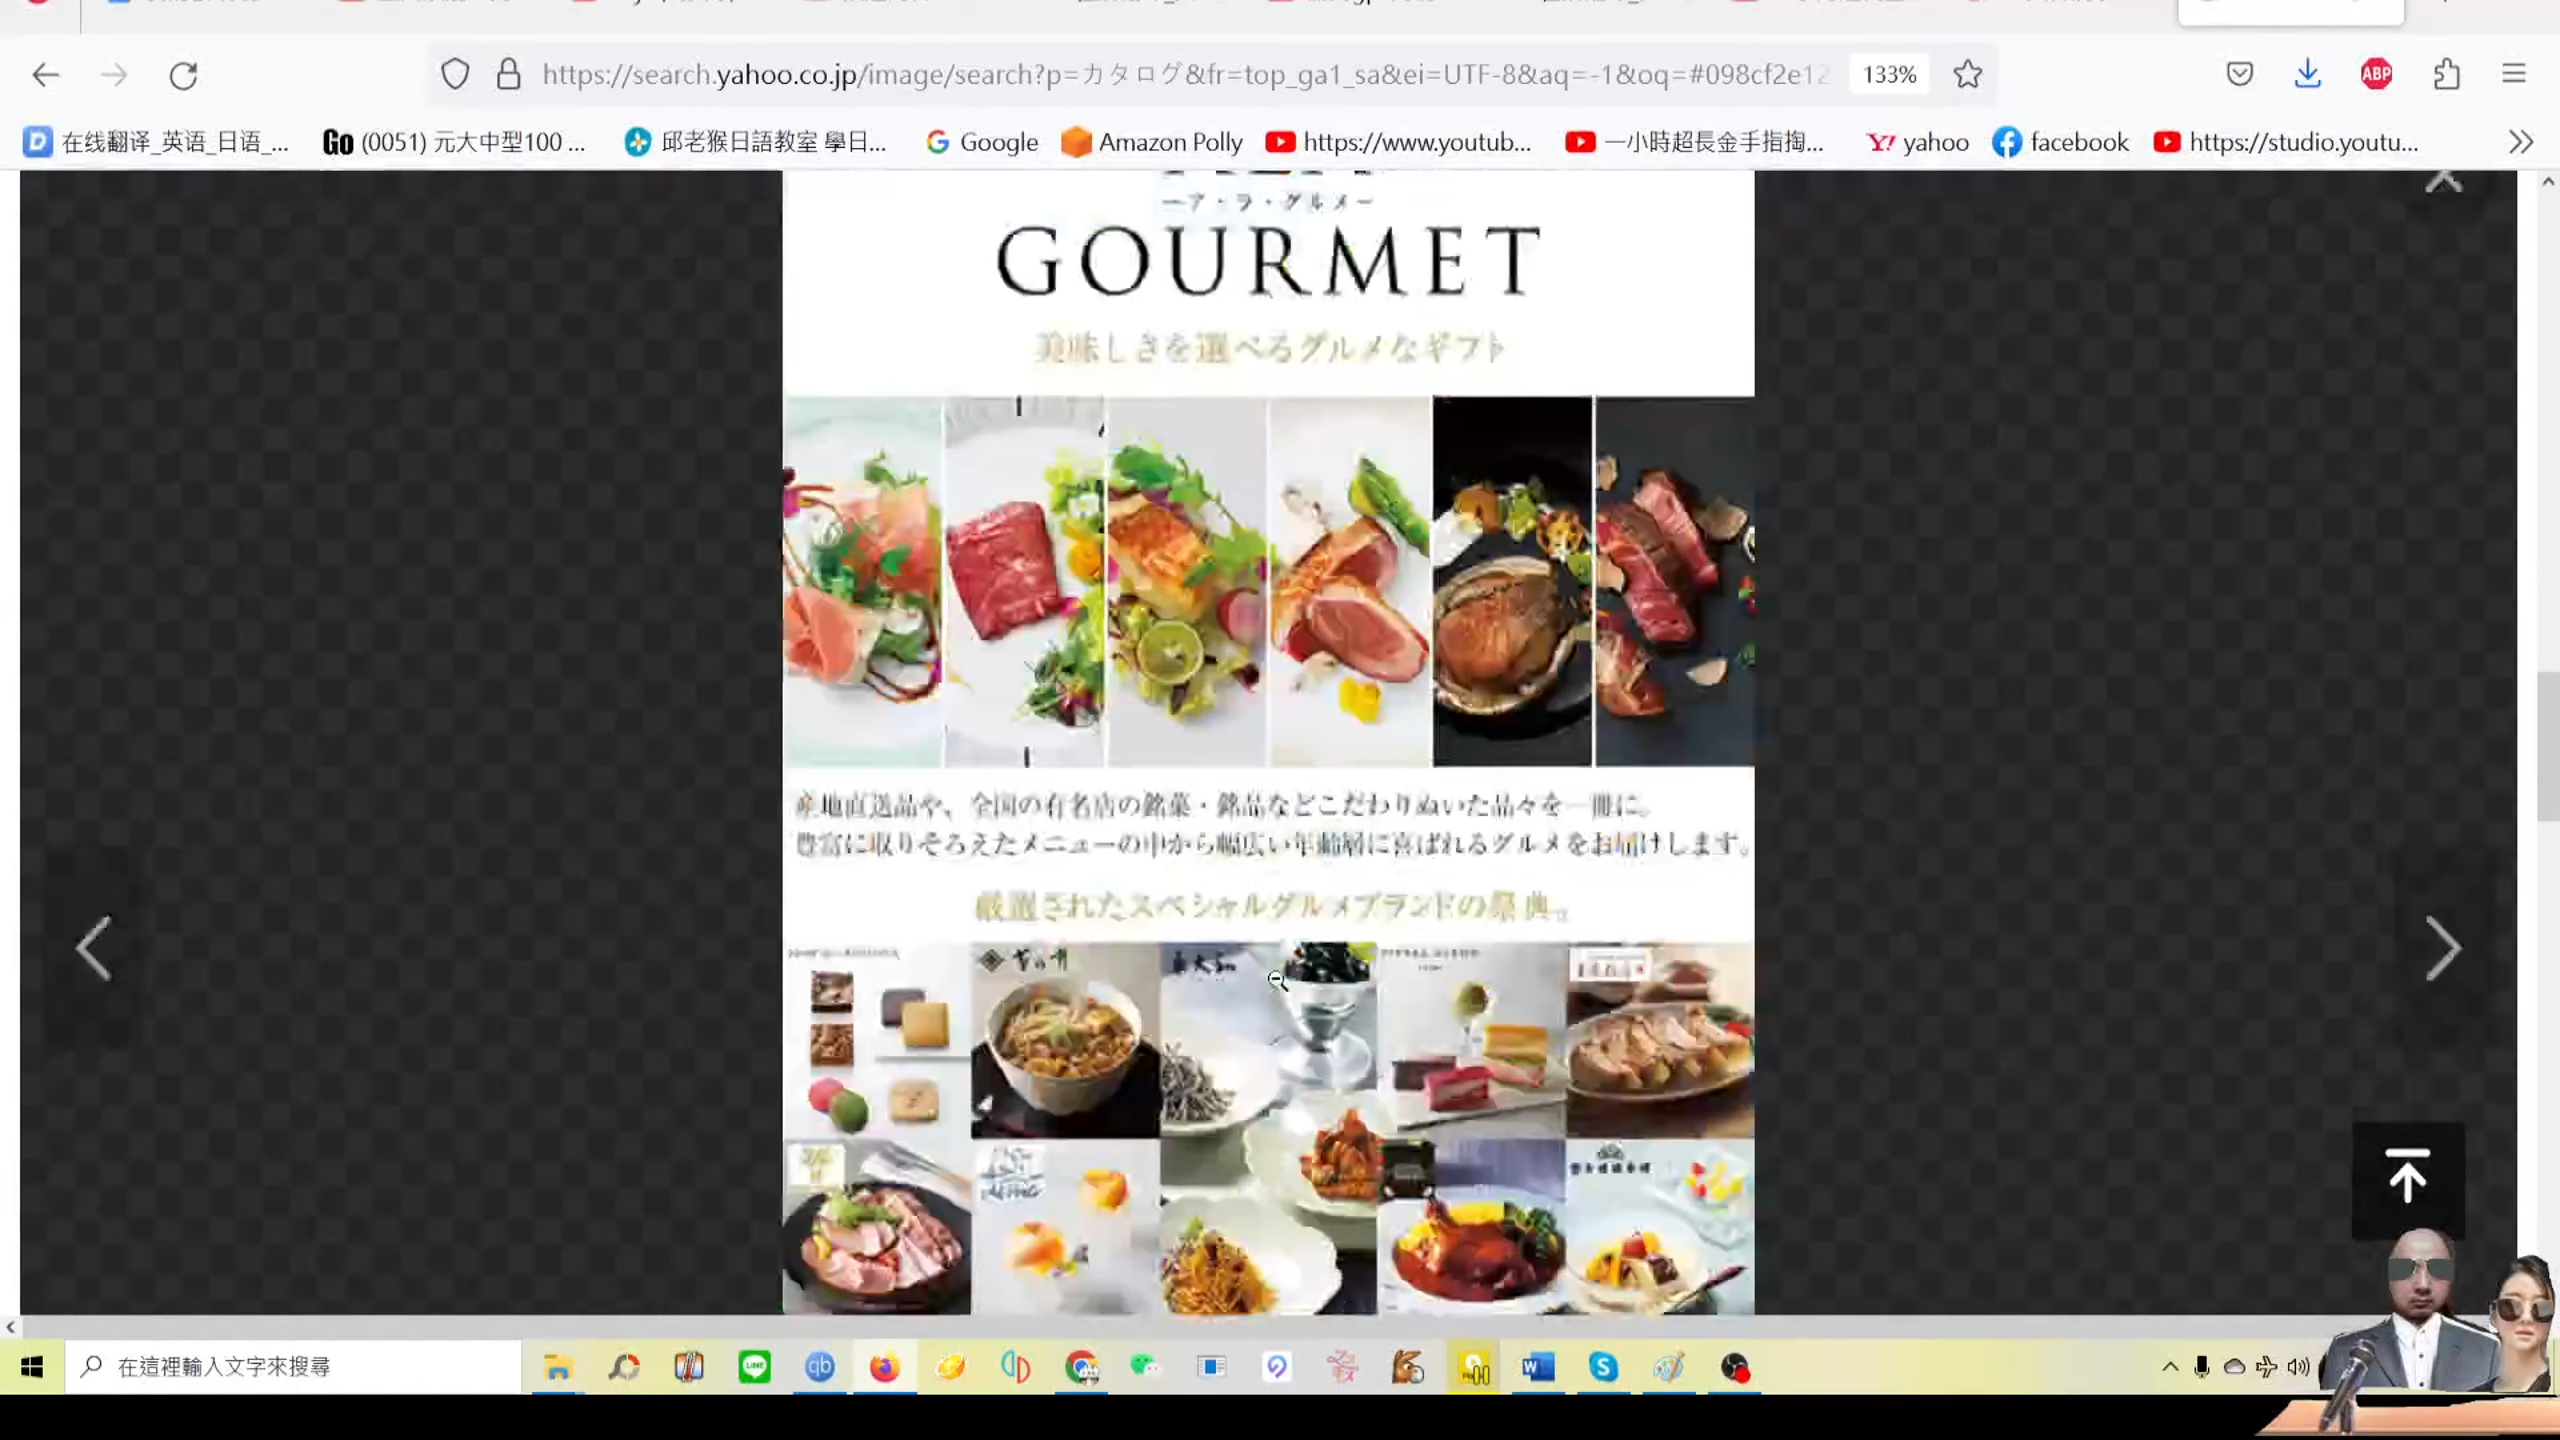 https://search.yahoo.co.jp/image/search?p=カタログ&fr=top_ga1_sa&ei=UTF-8&aq=-1&oq=#098cf2e12
133%
ABP
在线翻译_英语_日语_...
Go (0051) 元大中型100 ...
邱老猴日語教室 學日...
Google
Amazon Polly
https://www.youtub...
一小時超長金手指掏...
yahoo
facebook
https://studio.youtu...
ーア・ラ・グルメー
GOURMET
美味しさを選べるグルメなギフト
産地直送品や、全国の有名店の銘菓・銘品などこだわりぬいた品々を一冊に。
豊富に取りそろえたメニューの中から幅広い年齢層に喜ばれるグルメをお届けします。
厳選されたスペシャルグルメブランドの祭典。
在這裡輸入文字來搜尋